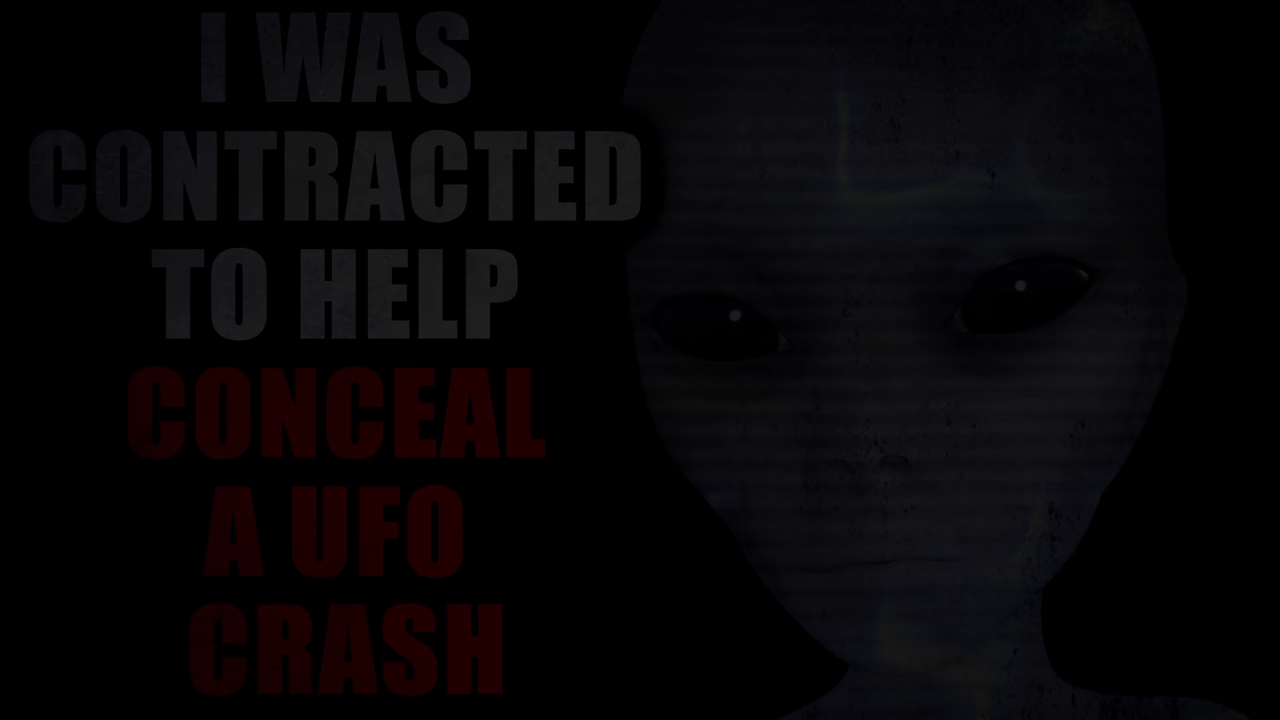 I WAS
CONTRACTED
TO HELP
CONCEAL
A UFO
CRASH